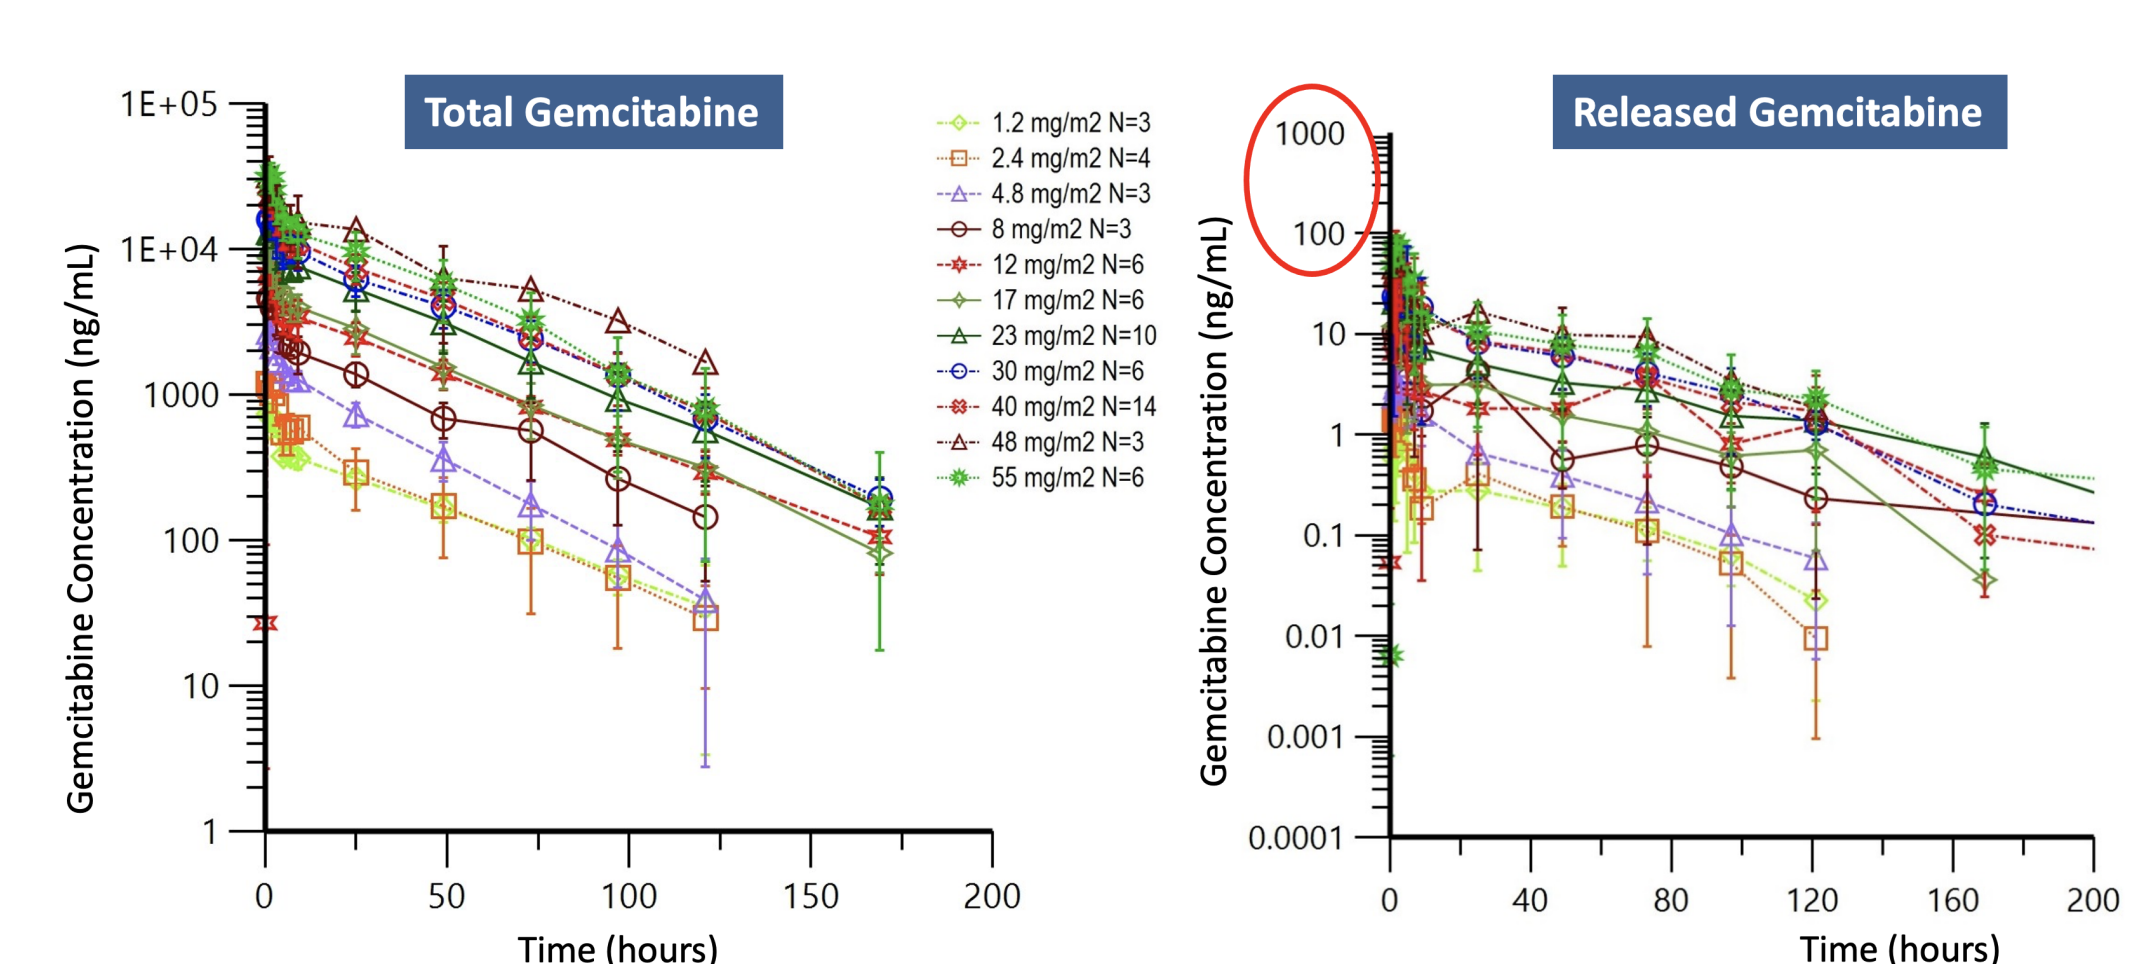 Total Gemcitabine
Gemcitabine Concentration (ng/mL)
1E+05
1E+04
1000
100
10
1
0
50
100
150
200
Time (hours)
1.2 mg/m2 N=3
2.4 mg/m2 N=4
4.8 mg/m2 N=3
8 mg/m2 N=3
12 mg/m2 N=6
17 mg/m2 N=6
23 mg/m2 N=10
30 mg/m2 N=6
40 mg/m2 N=14
48 mg/m2 N=3
55 mg/m2 N=6
Released Gemcitabine
Gemcitabine Concentration (ng/mL)
1000
100
10
1
0.1
0.01
0.001
0.0001
0
40
80
120
160
200
Time (hours)